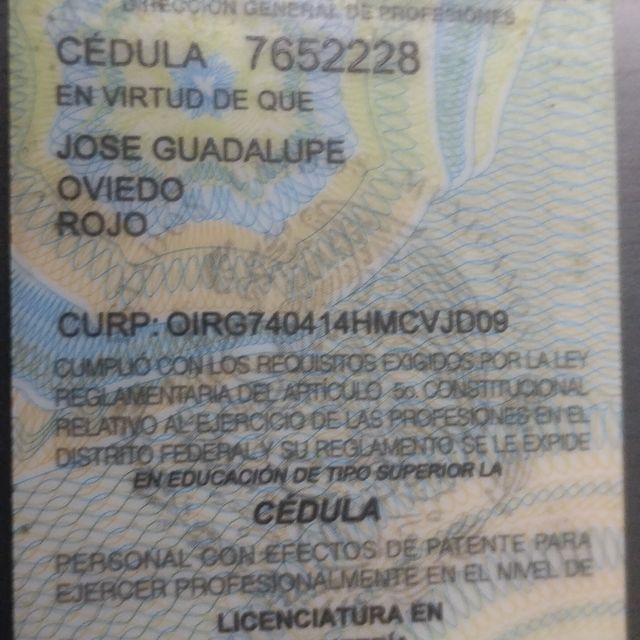 DIRECCIÓN GENERAL DE PROFESIONES
CÉDULA 7652228
EN VIRTUD DE QUE
JOSE GUADALUPE
OVIEDO
ROJO
CURP: OIRG740414HMCVJD09
CUMPLIO CON LOS REQUISITOS EXIGIDOS POR LA LEY
REGLAMENTARIA DEL ARTICULO 5o. CONSTITUCIONAL
RELATIVO AL EJERCICIO DE LAS PROFESIONES EN EL
DISTRITO FEDERAL Y SU REGLAMENTO SE LE EXPIDE
EN EDUCACIÓN DE TIPO SUPERIOR LA
CÉDULA
PERSONAL CON EFECTOS DE PATENTE PARA
EJERCER PROFESIONALMENTE EN EL NIVEL DE
LICENCIATURA EN